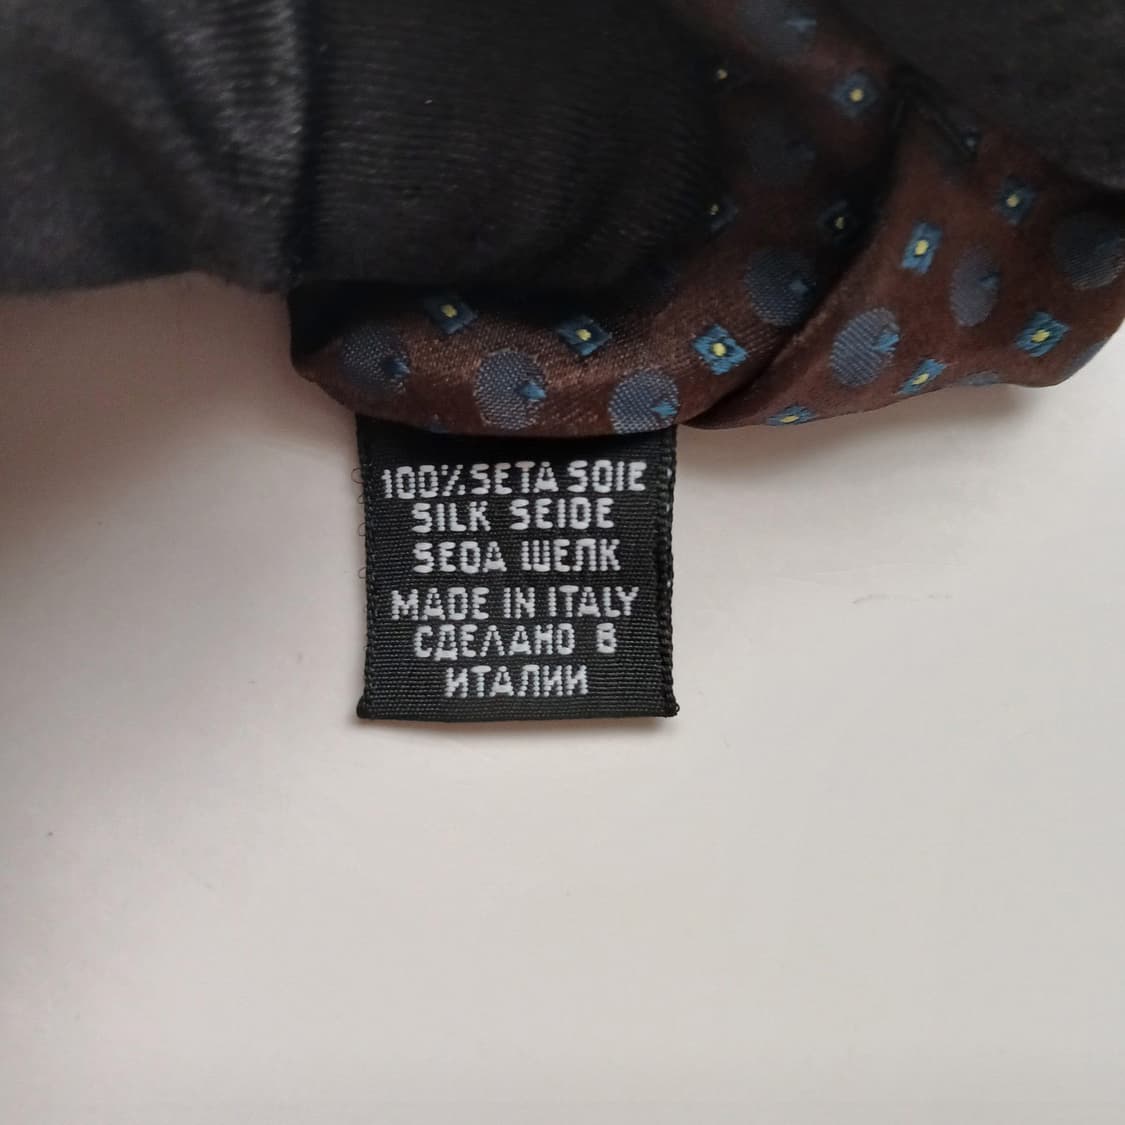 100% SETA SOIE
SILK SEIDE
SEDA ШЕЛК
MADE IN ITALY
СДЕЛАНО В
ИТАЛИИ